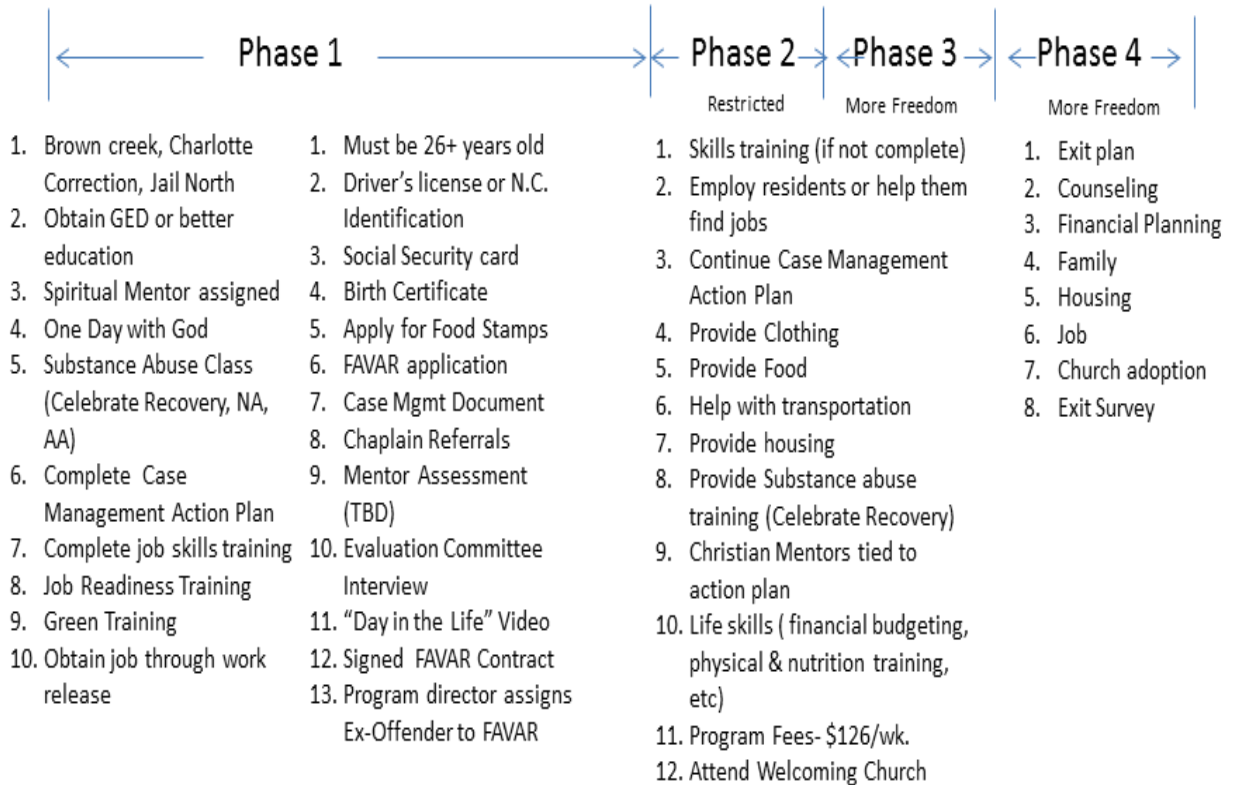 Phase 1
Phase 2
Phase 3
Phase 4
Restricted
More Freedom
More Freedom
1. Brown creek, Charlotte
Correction, Jail North
2. Obtain GED or better
education
3. Spiritual Mentor assigned
4. One Day with God
5. Substance Abuse Class
(Celebrate Recovery, NA,
AA)
6. Complete Case
Management Action Plan
7. Complete job skills training
8. Job Readiness Training
9. Green Training
10. Obtain job through work
release
1. Must be 26+ years old
2. Driver's license or N.C.
Identification
3. Social Security card
4. Birth Certificate
5. Apply for Food Stamps
6. FAVAR application
7. Case Mgmt Document
8. Chaplain Referrals
9. Mentor Assessment
(TBD)
10. Evaluation Committee
Interview
11. “Day in the Life” Video
12. Signed FAVAR Contract
13. Program director assigns
Ex-Offender to FAVAR
1. Skills training (if not complete)
2. Employ residents or help them
find jobs
3. Continue Case Management
Action Plan
4. Provide Clothing
5. Provide Food
6. Help with transportation
7. Provide housing
8. Provide Substance abuse
training (Celebrate Recovery)
9. Christian Mentors tied to
action plan
10. Life skills ( financial budgeting,
physical & nutrition training,
etc)
11. Program Fees- $126/wk.
12. Attend Welcoming Church
1. Exit plan
2. Counseling
3. Financial Planning
4. Family
5. Housing
6. Job
7. Church adoption
8. Exit Survey